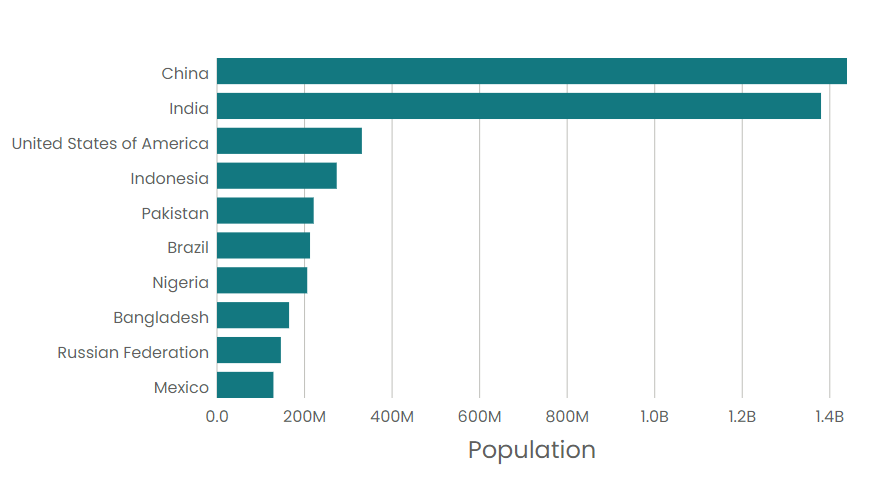 China
India
United States of America
Indonesia
Pakistan
Brazil
Nigeria
Bangladesh
Russian Federation
Mexico
0.0 200M 400M 600M 800M 1.0B 1.2B 1.4B
Population